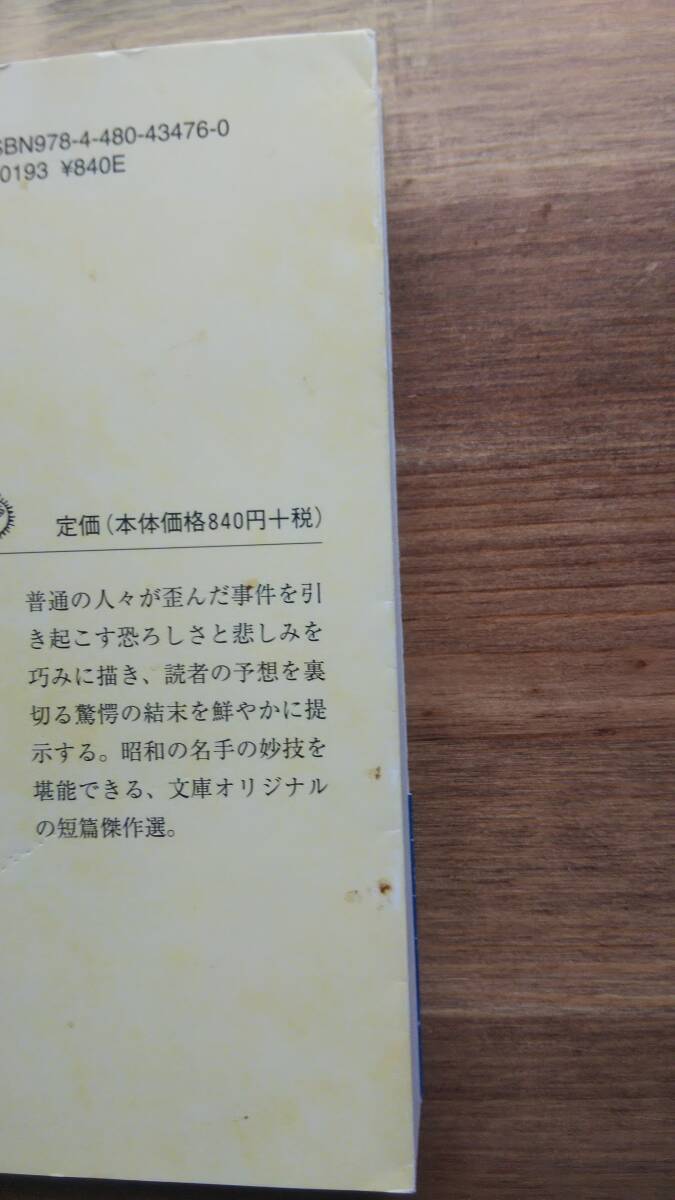 SBN978-4-480-43476-0
0193 ¥840E
定価(本体価格840円+税)
普通の人々が歪んだ事件を引
き起こす恐ろしさと悲しみを
巧みに描き、読者の予想を裏
切る驚愕の結末を鮮やかに提
示する。昭和の名手の妙技を
堪能できる、文庫オリジナル
の短篇傑作選。